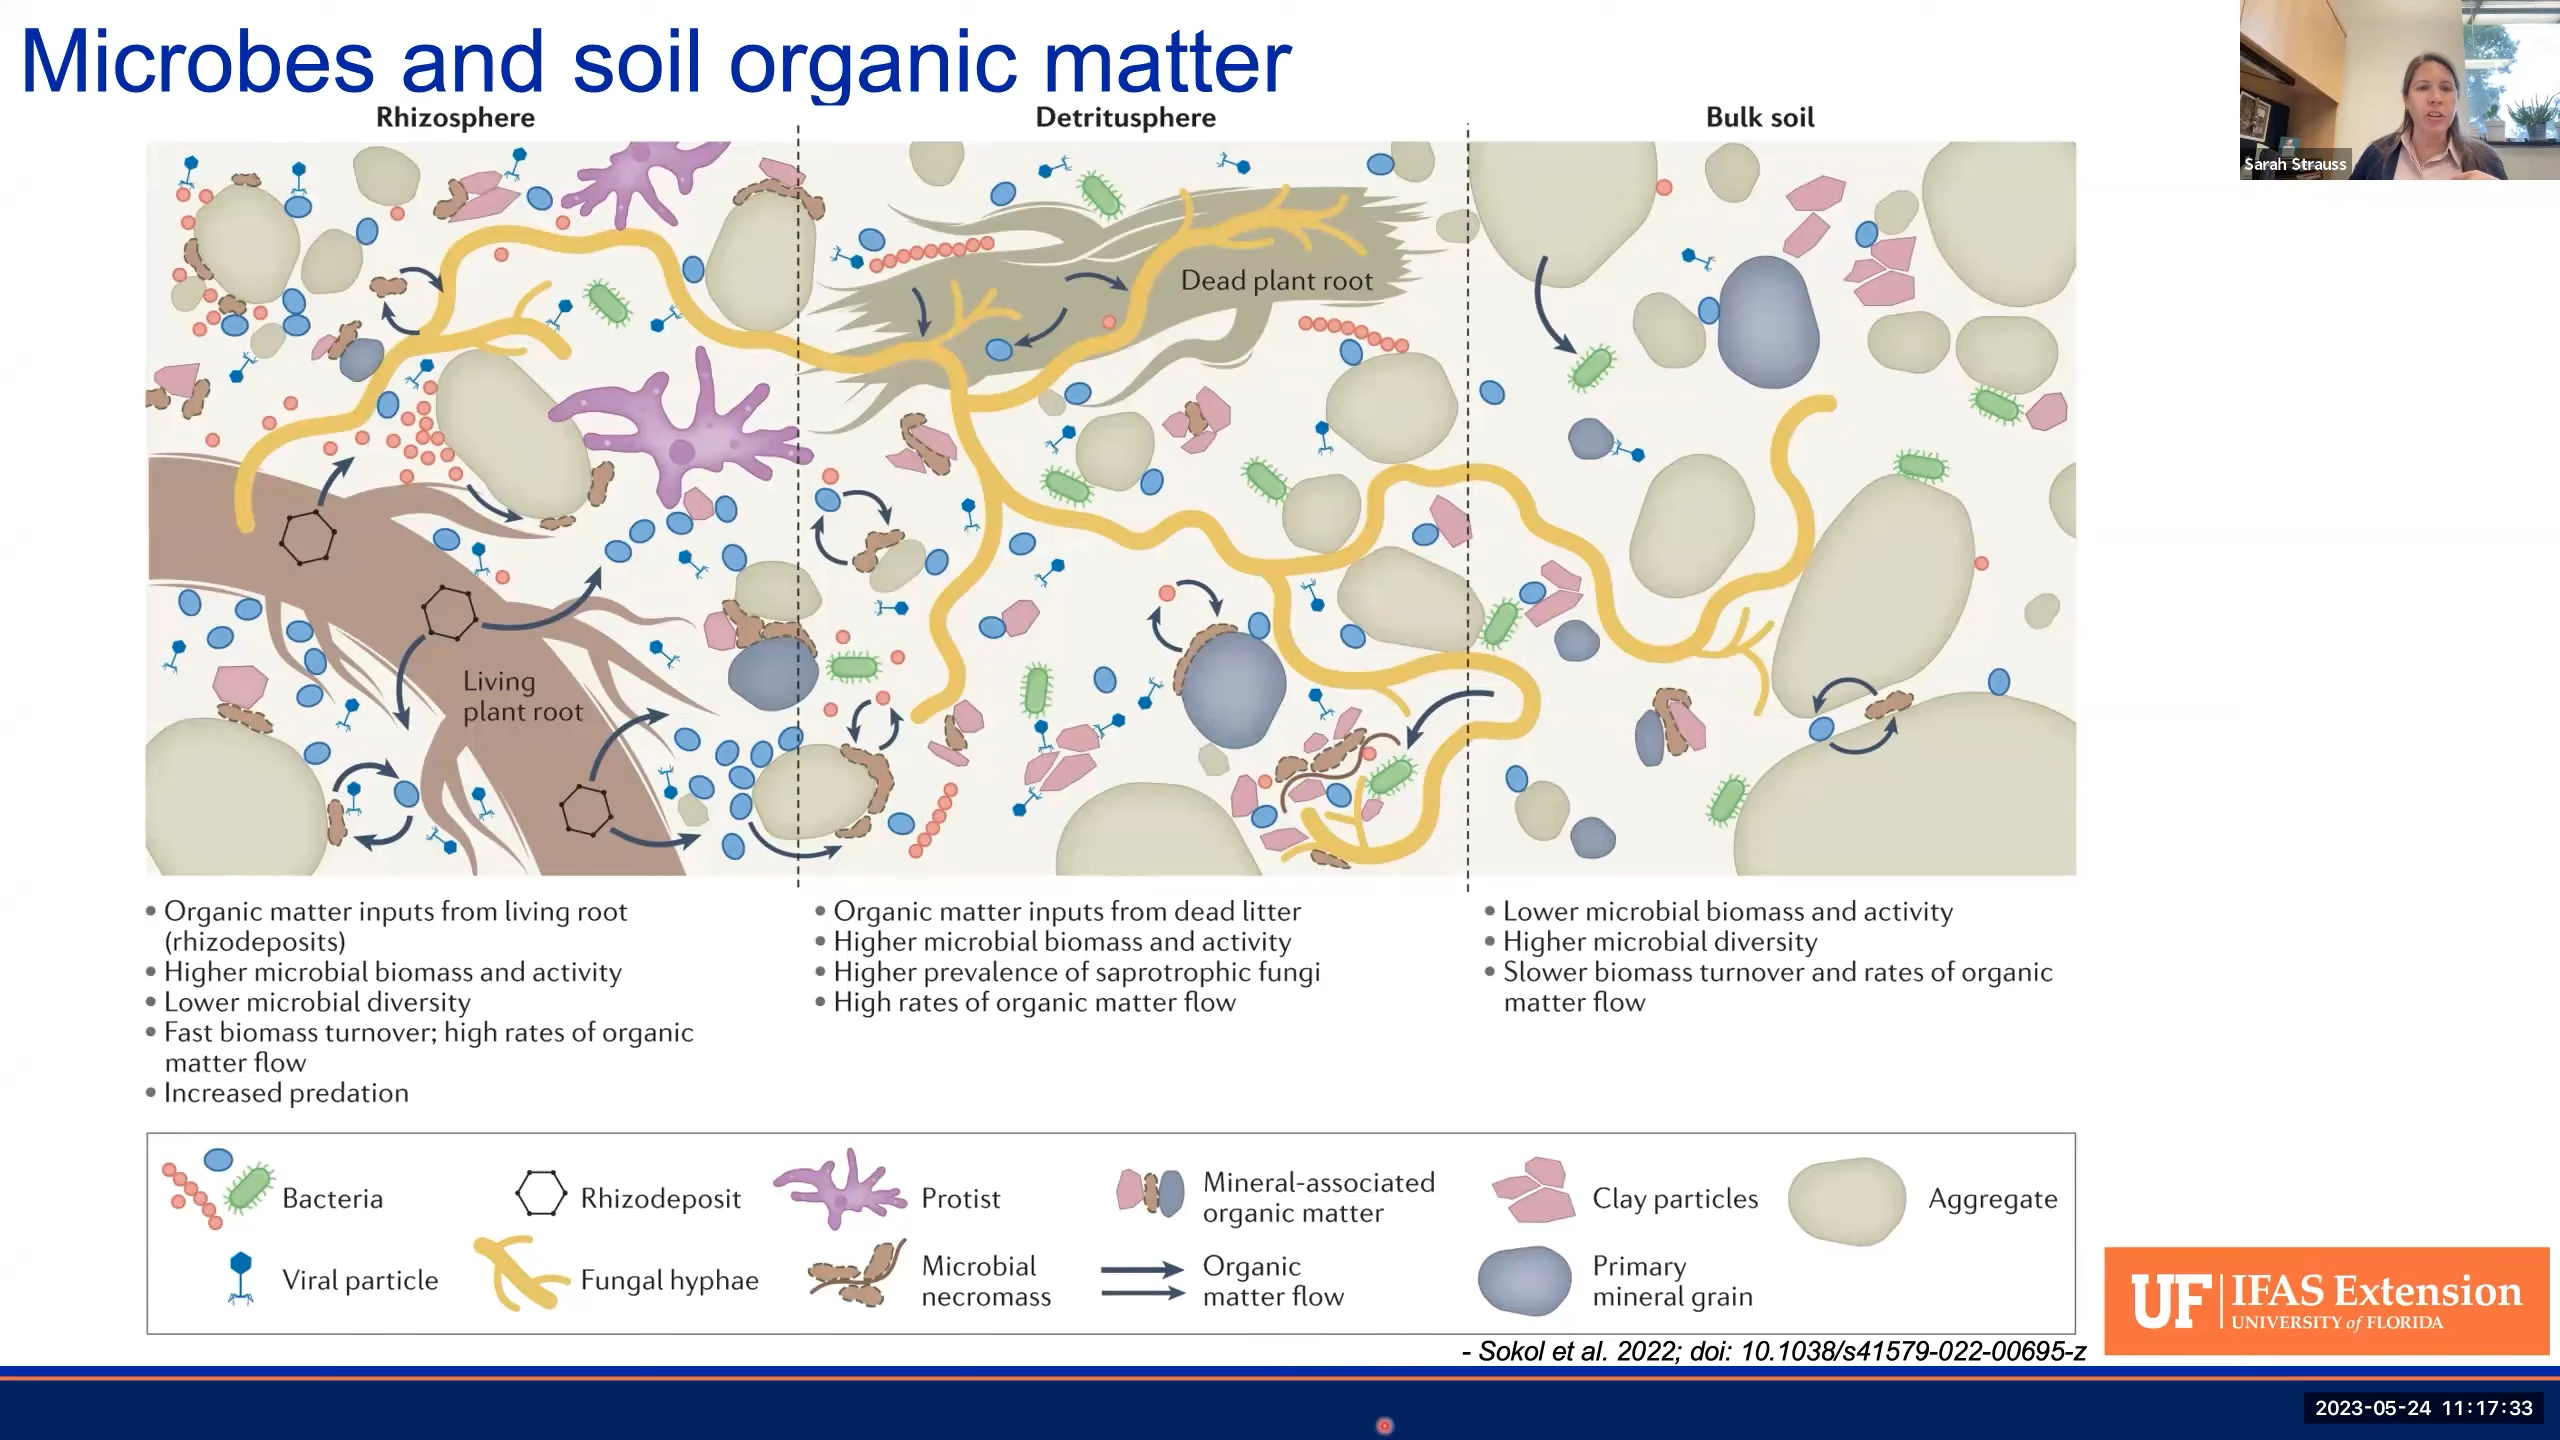 Microbes and soil organic matter
Sarah Strauss
Rhizosphere
Detritusphere
Bulk soil
Dead plant root
Living
plant root
• Organic matter inputs from living root
(rhizodeposits)
• Higher microbial biomass and activity
• Lower microbial diversity
• Fast biomass turnover; high rates of organic
matter flow
• Increased predation
• Organic matter inputs from dead litter
• Higher microbial biomass and activity
• Higher prevalence of saprotrophic fungi
• High rates of organic matter flow
• Lower microbial biomass and activity
• Higher microbial diversity
• Slower biomass turnover and rates of organic
matter flow
Bacteria
Rhizodeposit
Protist
Mineral-associated
organic matter
Clay particles
Aggregate
Viral particle
Fungal hyphae
Microbial
necromass
Organic
matter flow
Primary
mineral grain
- Sokol et al. 2022; doi: 10.1038/s41579-022-00695-z
UF IFAS Extension
UNIVERSITY of FLORIDA
2023-05-24 11:17:33